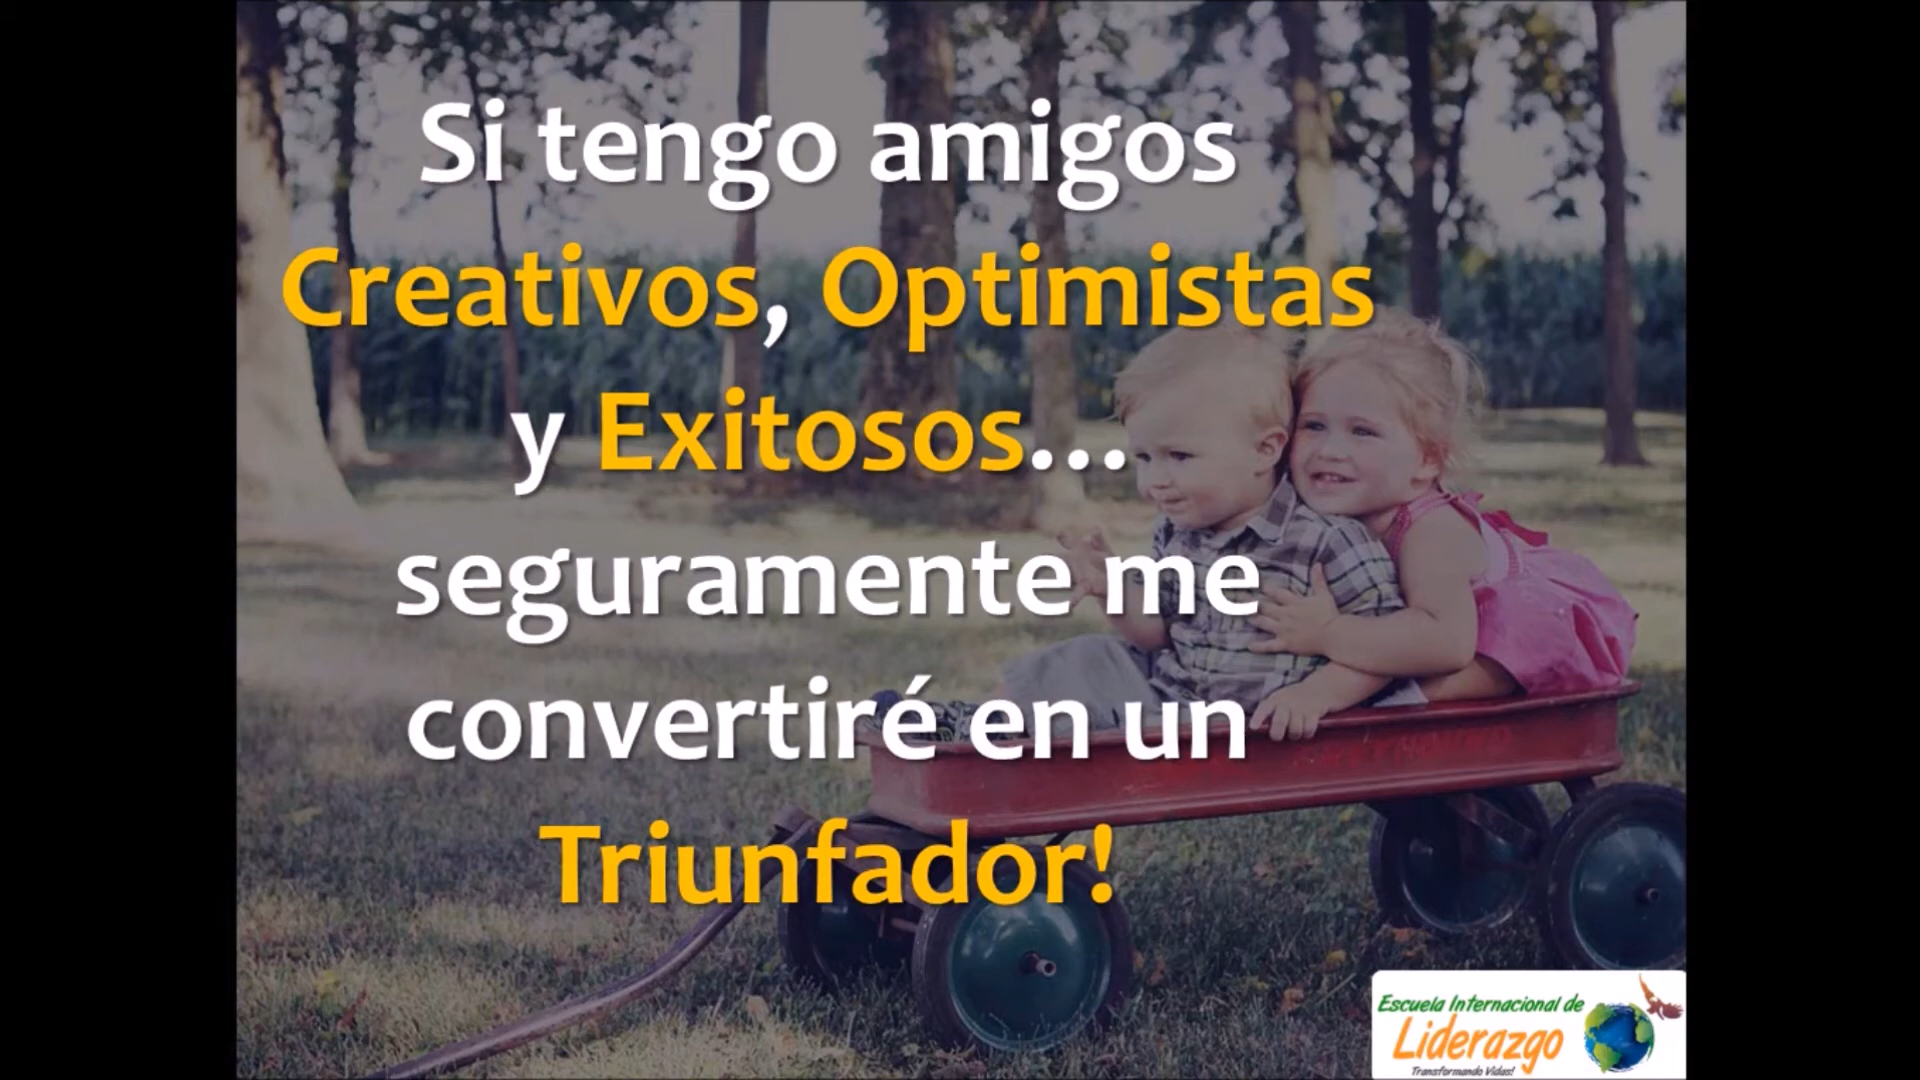 Si tengo amigos
Creativos, Optimistas
y Exitosos...
seguramente me
convertiré en un
Triunfador!
Escuela Internacional de
Liderazgo
Transformando Vidas!